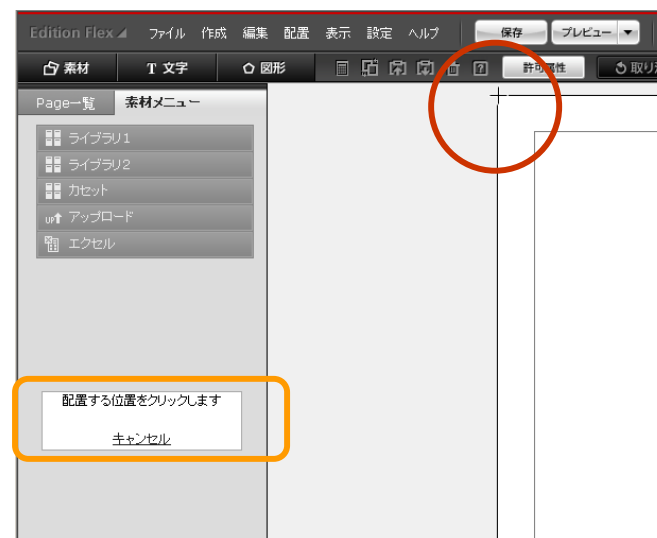 Edition Flex ファイル 作成 編集 配置 表示 設定 ヘルプ 保存 プレビュー
素材 T 文字 図形 許可属性 取り
Page一覧 素材メニュー
ライブラリ1
ライブラリ2
カセット
UP アップロード
エクセル
配置する位置をクリックします
キャンセル